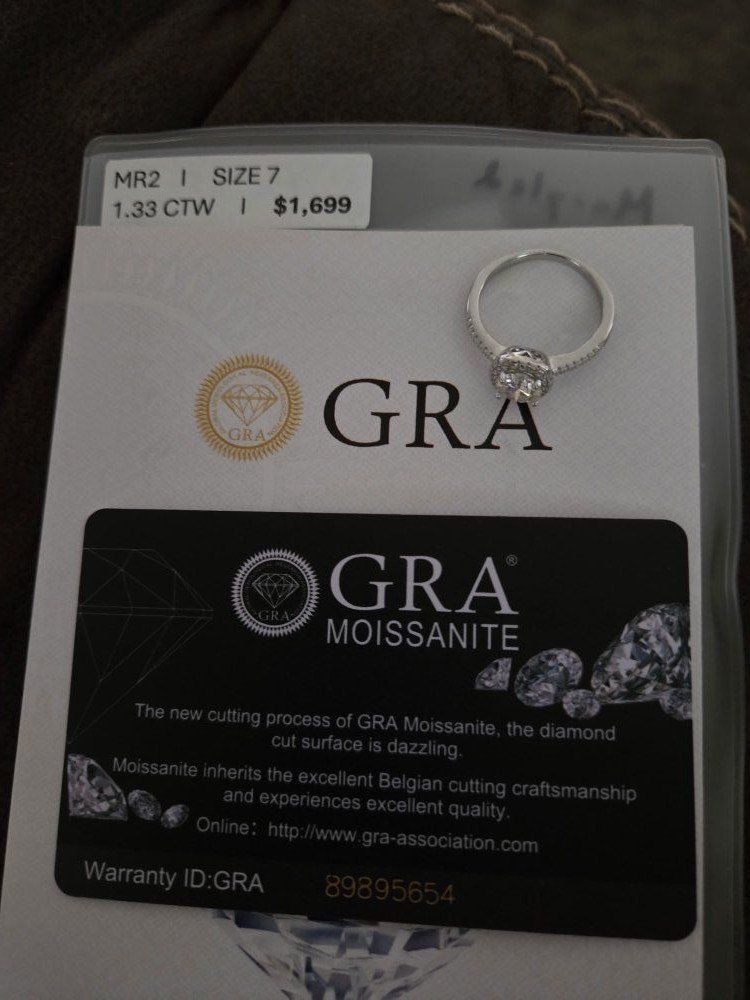 MR2 | SIZE 7
1.33 CTW | $1,699
GRA
GRA
GRA
GRA®
MOISSANITE
The new cutting process of GRA Moissanite, the diamond
cut surface is dazzling.
Moissanite inherits the excellent Belgian cutting craftsmanship
and experiences excellent quality.
Online：http://www.gra-association.com
Warranty ID:GRA 89895654